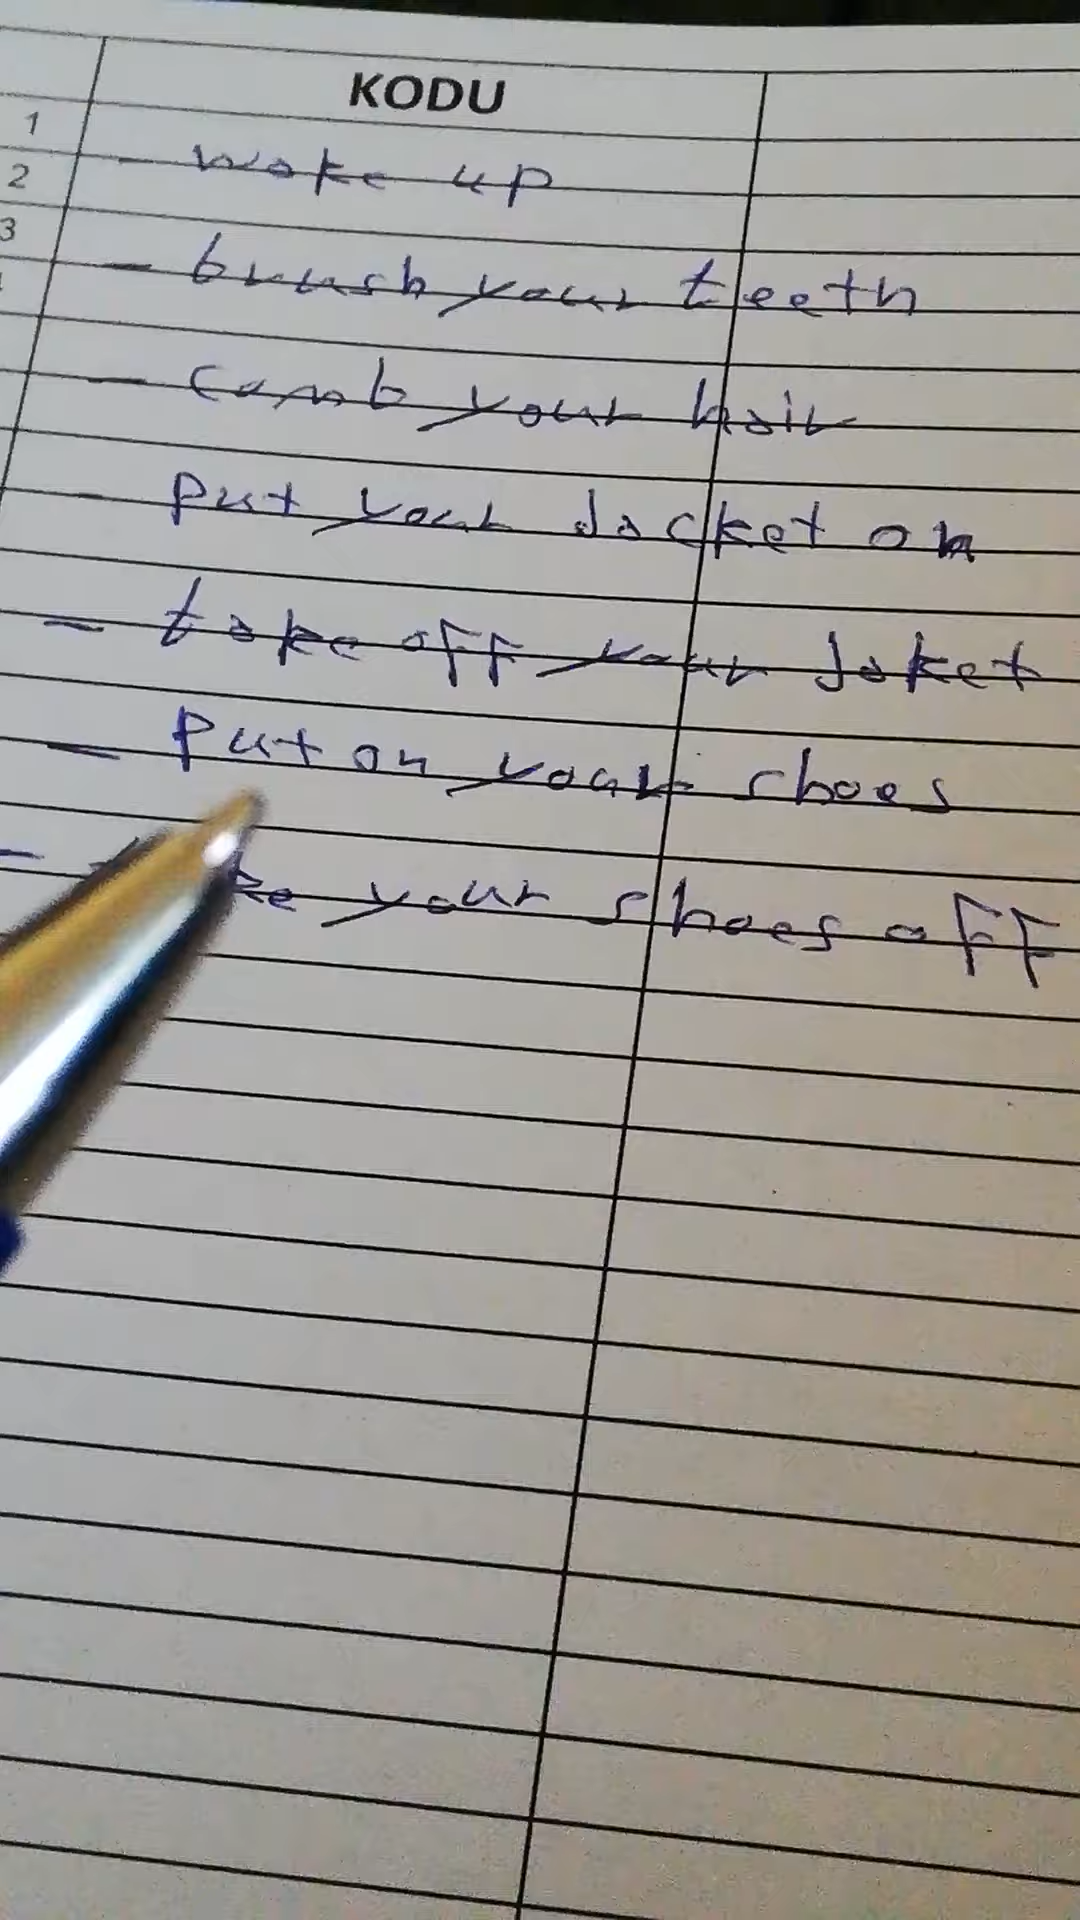 KODU
1
- wake up
2
3
- brush your teeth
- comb your hair
- Put your Jacket on
- take off your Jaket
- Put on your shoes
- your shoes off